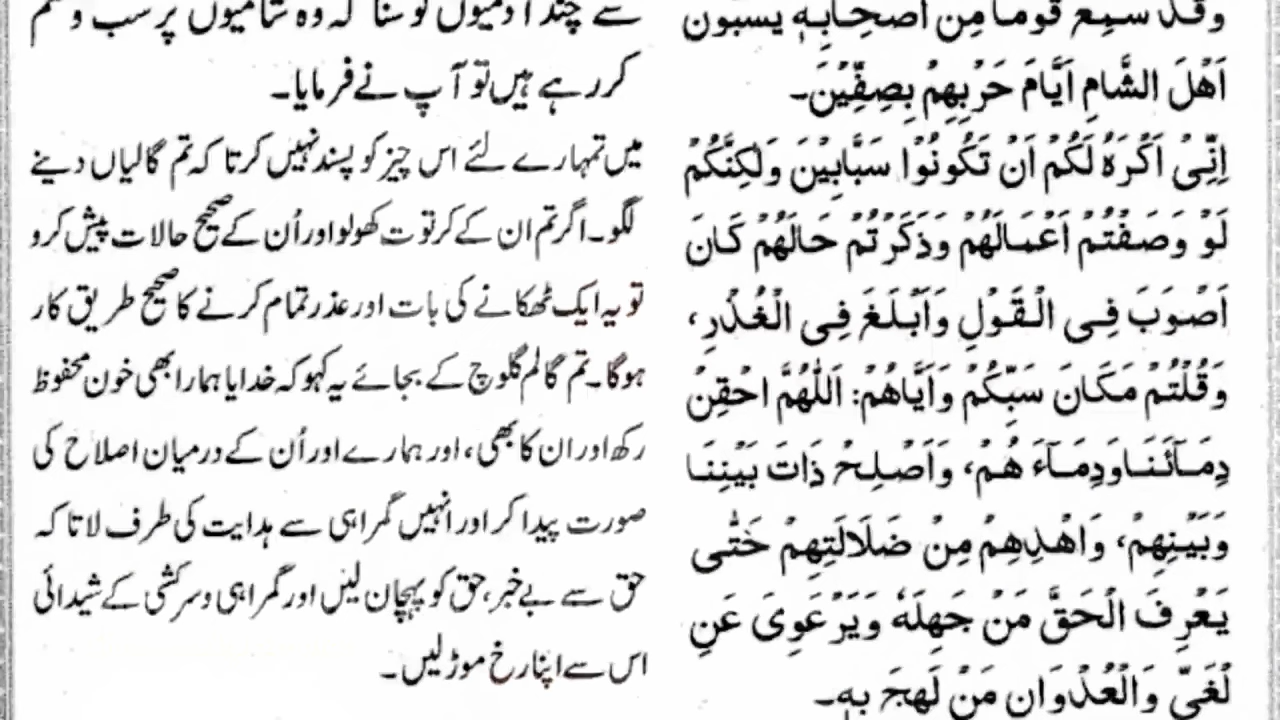 وَقَدْ سَمِعَ قَوْمًا مِنْ أَصْحَابِهٖ يَسُبُّونَ
اَهْلَ الشَّامِ اَيَّامَ حَرْبِهِمْ بِصِفِّيْنَ۔
اِنِّىْ اَكْرَهُ لَكُمْ اَنْ تَكُونُوْا سَبَّابِيْنَ وَلٰكِنَّكُمْ
لَوْ وَصَفْتُمْ اَعْمَالَهُمْ وَذَكَرْتُمْ حَالَهُمْ كَانَ
اَصْوَبَ فِى الْقَوْلِ وَاَبْلَغَ فِى الْعُذْرِ،
وَقُلْتُمْ مَكَانَ سَبِّكُمْ وَاَيَّاهُمْ: اَللّٰهُمَّ احْقِنْ
دِمَآئَنَا وَدِمَآءَ هُمْ، وَاَصْلِحْ ذَاتَ بَيْنِنَا
وَبَيْنِهِمْ، وَاهْدِهِمْ مِنْ ضَلَالَتِهِمْ حَتّٰى
يَعْرِفَ الْحَقَّ مَنْ جَهِلَهٗ وَيَرْعَوِىَ عَنِ
لْغَىِّ وَالْعُدْوَانِ مَنْ لَهِجَ بِهٖ۔
سے چند آدمیوں کو سنا کہ وہ شامیوں پر سب و شتم
کر رہے ہیں تو آپ نے فرمایا۔
میں تمہارے لئے اس چیز کو پسند نہیں کرتا کہ تم گالیاں دینے
لگو۔ اگر تم ان کے کرتوت کھولو اور اُن کے صحیح حالات پیش کرو
تو یہ ایک ٹھکانے کی بات اور عذر تمام کرنے کا صحیح طریق کار
ہوگا۔ تم گالم گلوچ کے بجائے یہ کہو کہ خدایا ہمارا بھی خون محفوظ
رکھ اور ان کا بھی، اور ہمارے اور اُن کے درمیان اصلاح کی
صورت پیدا کر اور انہیں گمراہی سے ہدایت کی طرف لا تا کہ
حق سے بے خبر، حق کو پہچان لیں اور گمراہی و سرکشی کے شیدائی
اس سے اپنا رخ موڑ لیں۔